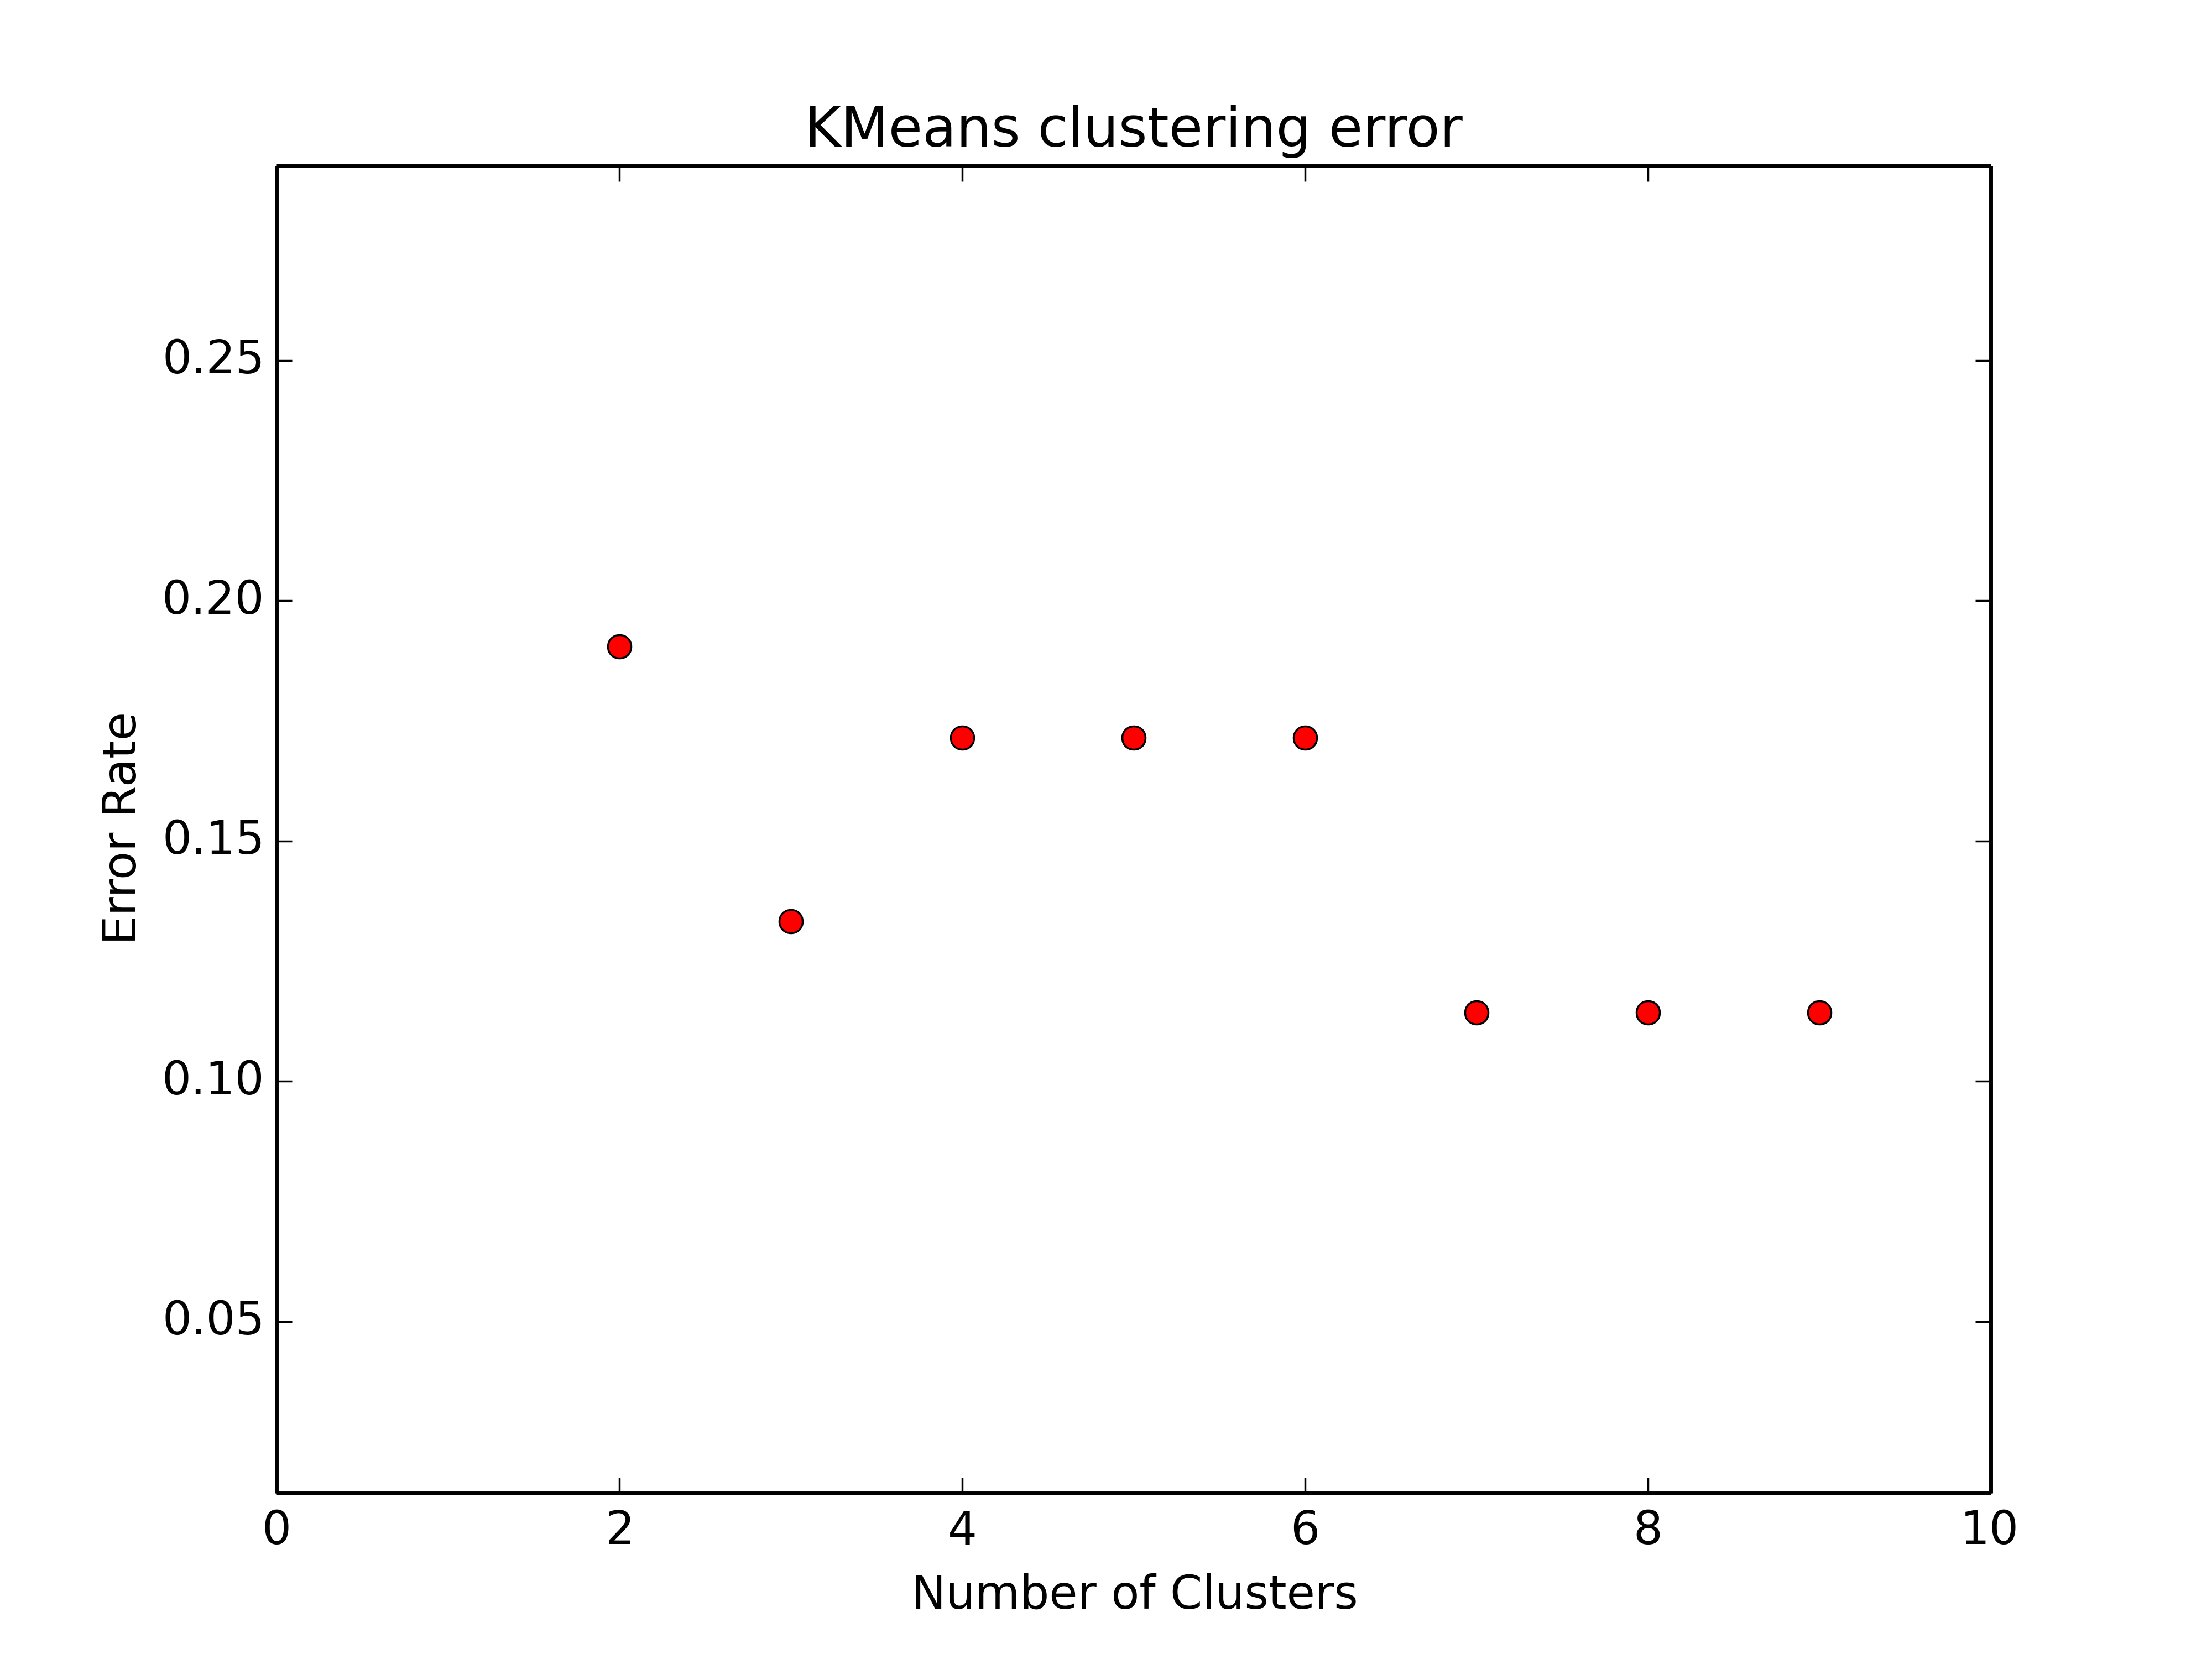 KMeans clustering error
0.25
0.20
0.15
0.10
0.05
Error Rate
0 2 4 6 8 10
Number of Clusters